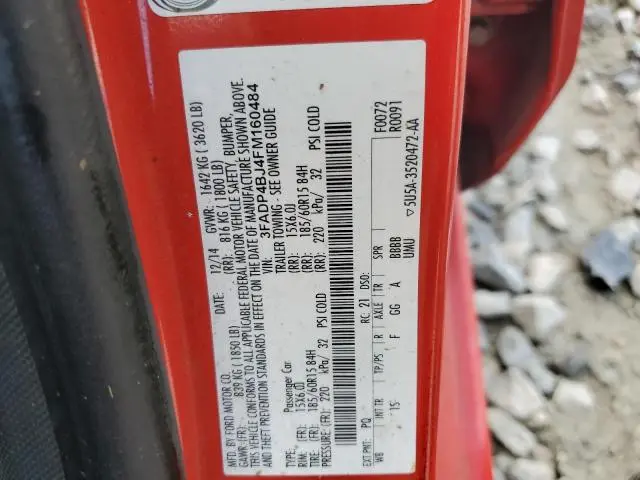 MFD. BY FORD MOTOR CO.
DATE: 12/14 GVWR: 1642 KG ( 3620 LB)
GAWR:(FR): 839 KG (1850 LB) (RR): 816 KG (1800 LB)
THIS VEHICLE CONFORMS TO ALL APPLICABLE FEDERAL MOTOR VEHICLE SAFETY, BUMPER,
AND THEFT PREVENTION STANDARDS IN EFFECT ON THE DATE OF MANUFACTURE SHOWN ABOVE.
VIN: 3FADP4BJ4FM160484
TYPE: Passenger Car TRAILER TOWING - SEE OWNER GUIDE
RIM: (FR): 15X6.0J (RR): 15X6.0J
TIRE: (FR): 185/60R15 84H (RR): 185/60R15 84H
PRESSURE: (FR): 220 kPa/ 32 PSI COLD (RR): 220 kPa/ 32 PSI COLD
EXT PNT: PQ RC: 21 DSO: F0072
R0091
WB INT TR TP/PS R AXLE TR SPR
'15- F GG A BBBB
UMU
▽5U5A-3520472-AA